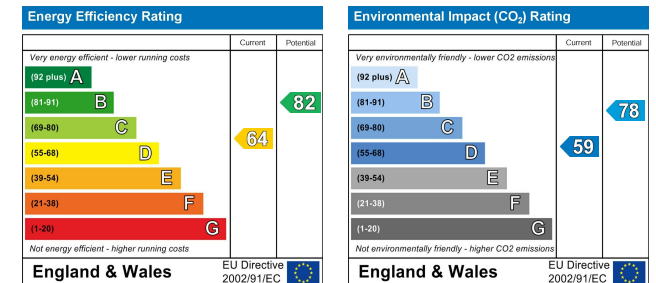 Energy Efficiency Rating
Current Potential
Very energy efficient - lower running costs
(92 plus) A
(81-91) B
82
(69-80) C
64
(55-68) D
(39-54) E
(21-38) F
(1-20) G
Not energy efficient - higher running costs
England & Wales
EU Directive
2002/91/EC
Environmental Impact (CO₂) Rating
Current Potential
Very environmentally friendly - lower CO2 emissions
(92 plus) A
(81-91) B
78
(69-80) C
(55-68) D
59
(39-54) E
(21-38) F
(1-20) G
Not environmentally friendly - higher CO2 emissions
England & Wales
EU Directive
2002/91/EC